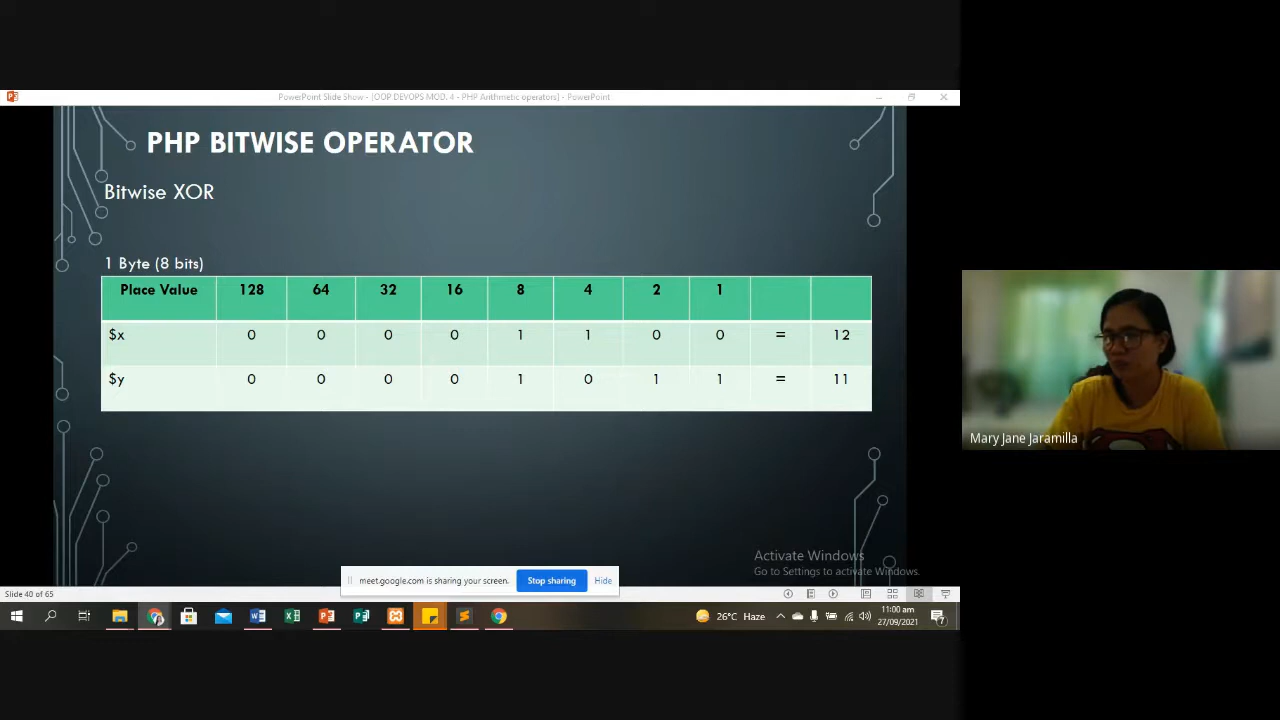 PowerPoint Slide Show - [OOP DEVOPS MOD. 4 - PHP Arithmetic operators] - PowerPoint
PHP BITWISE OPERATOR
Bitwise XOR
1 Byte (8 bits)
Place Value 128 64 32 16 8 4 2 1
$x 0 0 0 0 1 1 0 0 = 12
$y 0 0 0 0 1 0 1 1 = 11
Mary Jane Jaramilla
Activate Windows
Go to Settings to activate Windows.
meet.google.com is sharing your screen. Stop sharing Hide
Slide 40 of 65
26°C Haze
11:00 am
27/09/2021
7